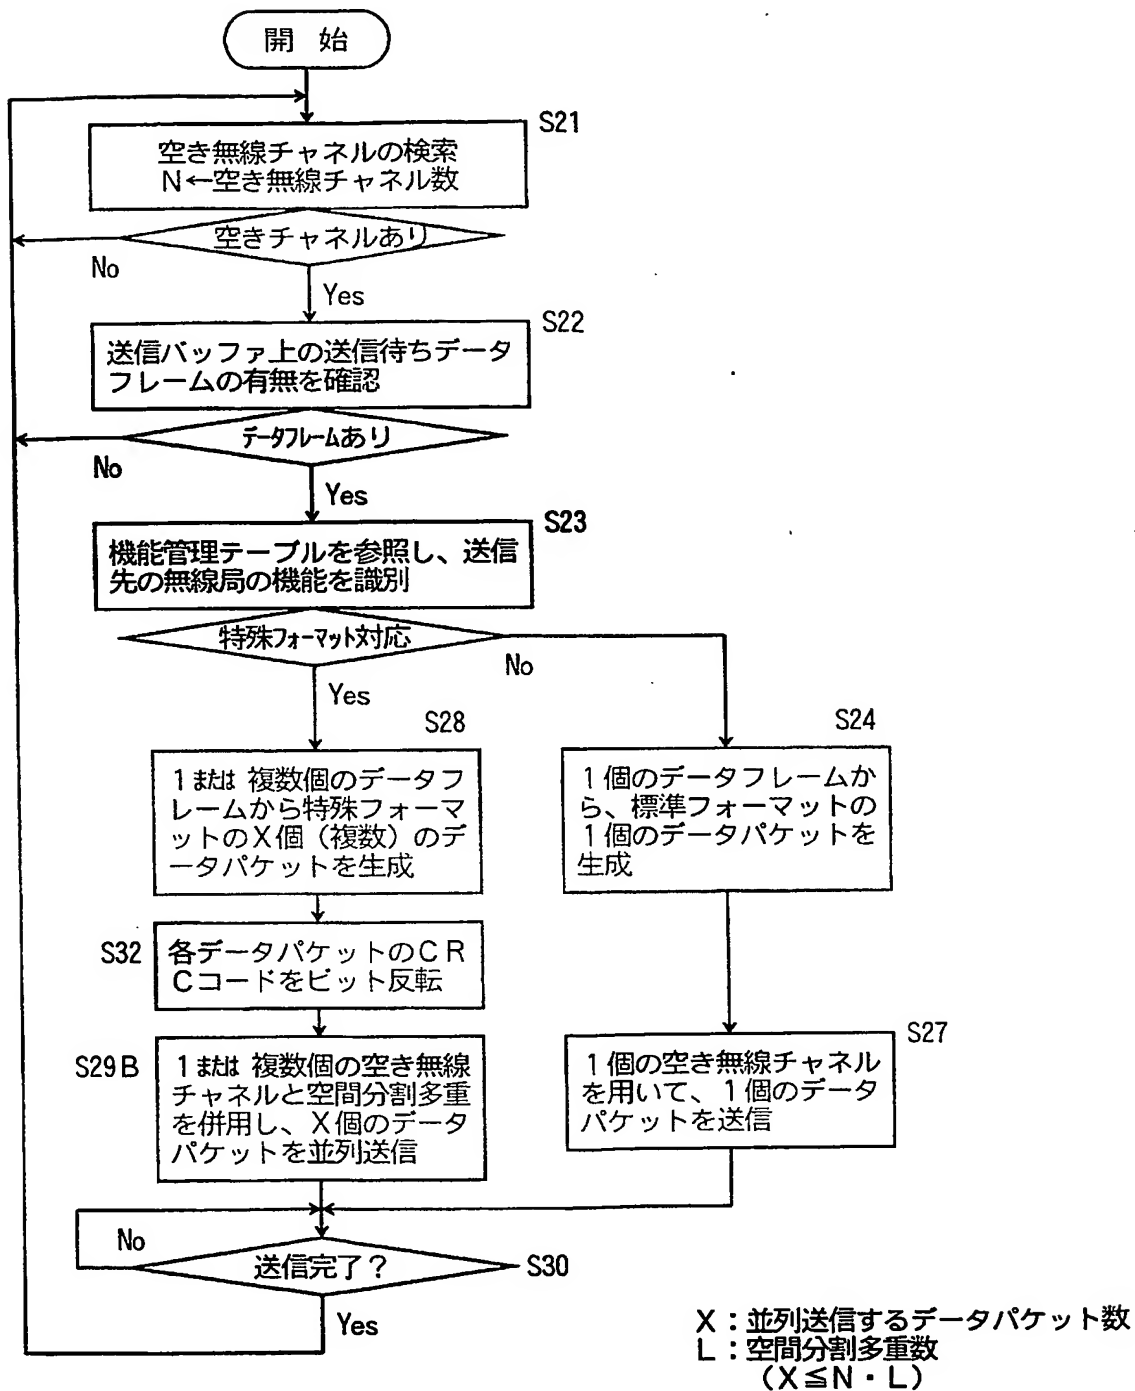 開 始
S21
空き無線チャネルの検索
N←空き無線チャネル数
空きチャネルあり
No
Yes
S22
送信バッファ上の送信待ちデータ
フレームの有無を確認
データフレームあり
No
Yes
S23
機能管理テーブルを参照し、送信
先の無線局の機能を識別
特殊フォーマット対応
No
Yes
S28
1または 複数個のデータフ
レームから特殊フォーマ
ットのX個（複数）のデ
ータパケットを生成
S24
1個のデータフレームか
ら、標準フォーマットの
1個のデータパケットを
生成
S32
各データパケットのCR
Cコードをビット反転
S29B
1または 複数個の空き無線
チャネルと空間分割多重
を併用し、X個のデータ
パケットを並列送信
S27
1個の空き無線チャネル
を用いて、1個のデータ
パケットを送信
No
送信完了？
S30
Yes
X：並列送信するデータパケット数
L：空間分割多重数
（X≦N・L）